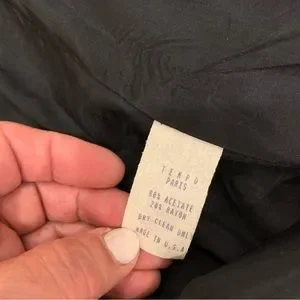 TEMPO
PARIS
80% ACETATE
20% RAYON
DRY CLEAN ONLY
MADE IN U.S.A.